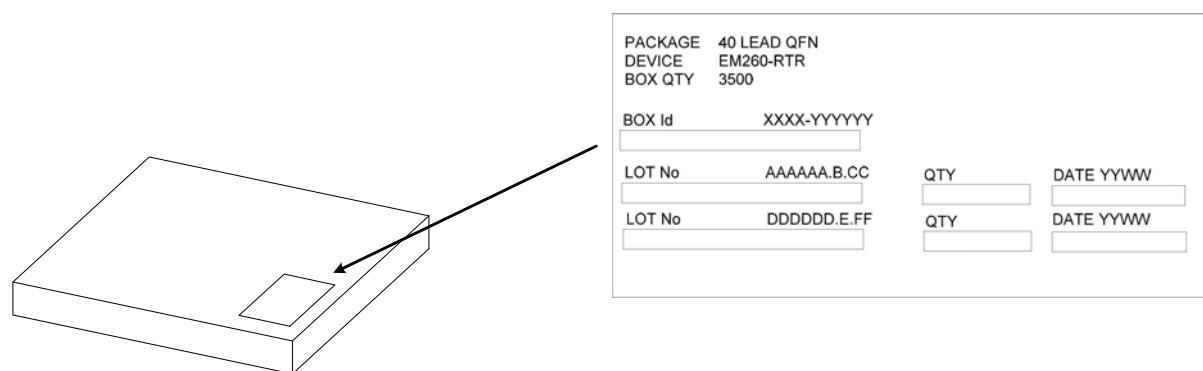 PACKAGE 40 LEAD QFN
DEVICE EM260-RTR
BOX QTY 3500
BOX Id XXXX-YYYYYY
LOT No AAAAAA.B.CC QTY DATE YYWW
LOT No DDDDDD.E.FF QTY DATE YYWW